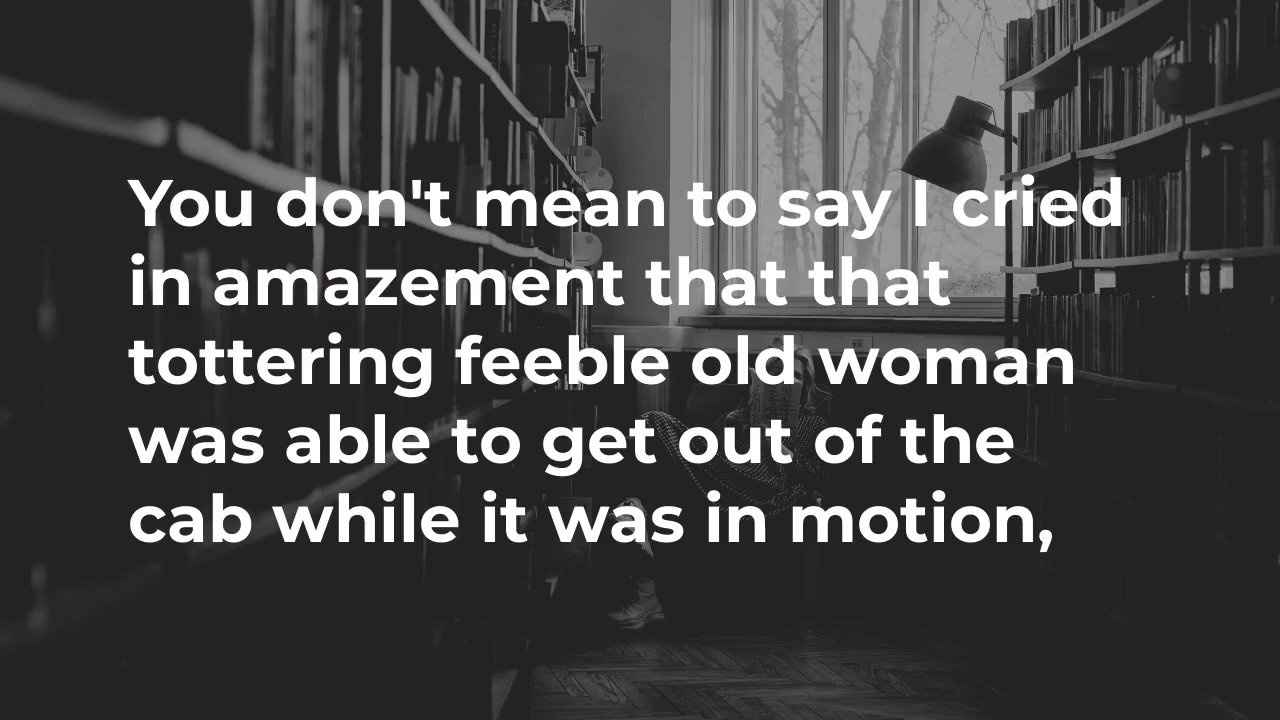 You don't mean to say I cried
in amazement that that
tottering feeble old woman
was able to get out of the
cab while it was in motion,